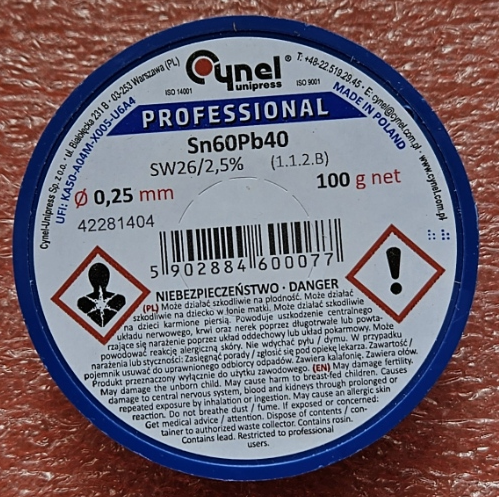 Cynel-Unipress Sp. z o.o. · ul. Białołęcka 231 B · 03-253 Warszawa (PL)
UFI: KA50-A04M-X005-U6A4
Cynel®
unipress
ISO 14001
ISO 9001
T: +48-22.519.29.45 · E: cynel@cynel.com.pl · www.cynel.com.pl
MADE IN POLAND
PROFESSIONAL
Sn60Pb40
SW26/2,5% (1.1.2.B)
Ø 0,25 mm 100 g net
42281404
5 902884 600077
NIEBEZPIECZEŃSTWO · DANGER
(PL) Może działać szkodliwie na płodność. Może działać
szkodliwie na dziecko w łonie matki. Może działać szkodliwie
na dzieci karmione piersią. Powoduje uszkodzenie centralnego
układu nerwowego, krwi oraz nerek poprzez długotrwałe lub powta-
rzające się narażenie poprzez układ oddechowy lub układ pokarmowy. Może
powodować reakcję alergiczną skóry. Nie wdychać pyłu / dymu. W przypadku
narażenia lub styczności: Zasięgnąć porady / zgłosić się pod opiekę lekarza. Zawartość /
pojemnik usuwać do uprawnionego odbiorcy odpadów. Zawiera kalafonię. Zawiera ołów.
Produkt przeznaczony wyłącznie do użytku zawodowego. (EN) May damage fertility.
May damage the unborn child. May cause harm to breast-fed children. Causes
damage to central nervous system, blood and kidneys through prolonged or
repeated exposure by inhalation or ingestion. May cause an allergic skin
reaction. Do not breathe dust / fume. If exposed or concerned:
Get medical advice / attention. Dispose of contents / con-
tainer to authorized waste collector. Contains rosin.
Contains lead. Restricted to professional
users.